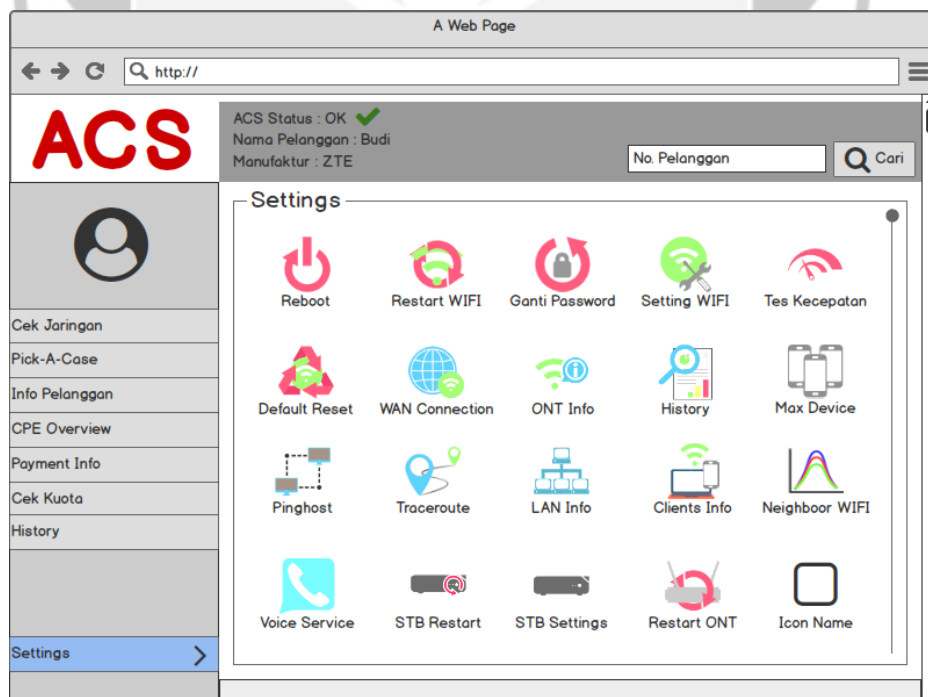 A Web Page
http://
ACS
ACS Status : OK
Nama Pelanggan : Budi
Manufaktur : ZTE
No. Pelanggan
Cari
Settings
Reboot
Restart WIFI
Ganti Password
Setting WIFI
Tes Kecepatan
Cek Jaringan
Pick-A-Case
Info Pelanggan
CPE Overview
Payment Info
Cek Kuota
History
Settings
Default Reset
WAN Connection
ONT Info
History
Max Device
Pinghost
Traceroute
LAN Info
Clients Info
Neighboor WIFI
Voice Service
STB Restart
STB Settings
Restart ONT
Icon Name